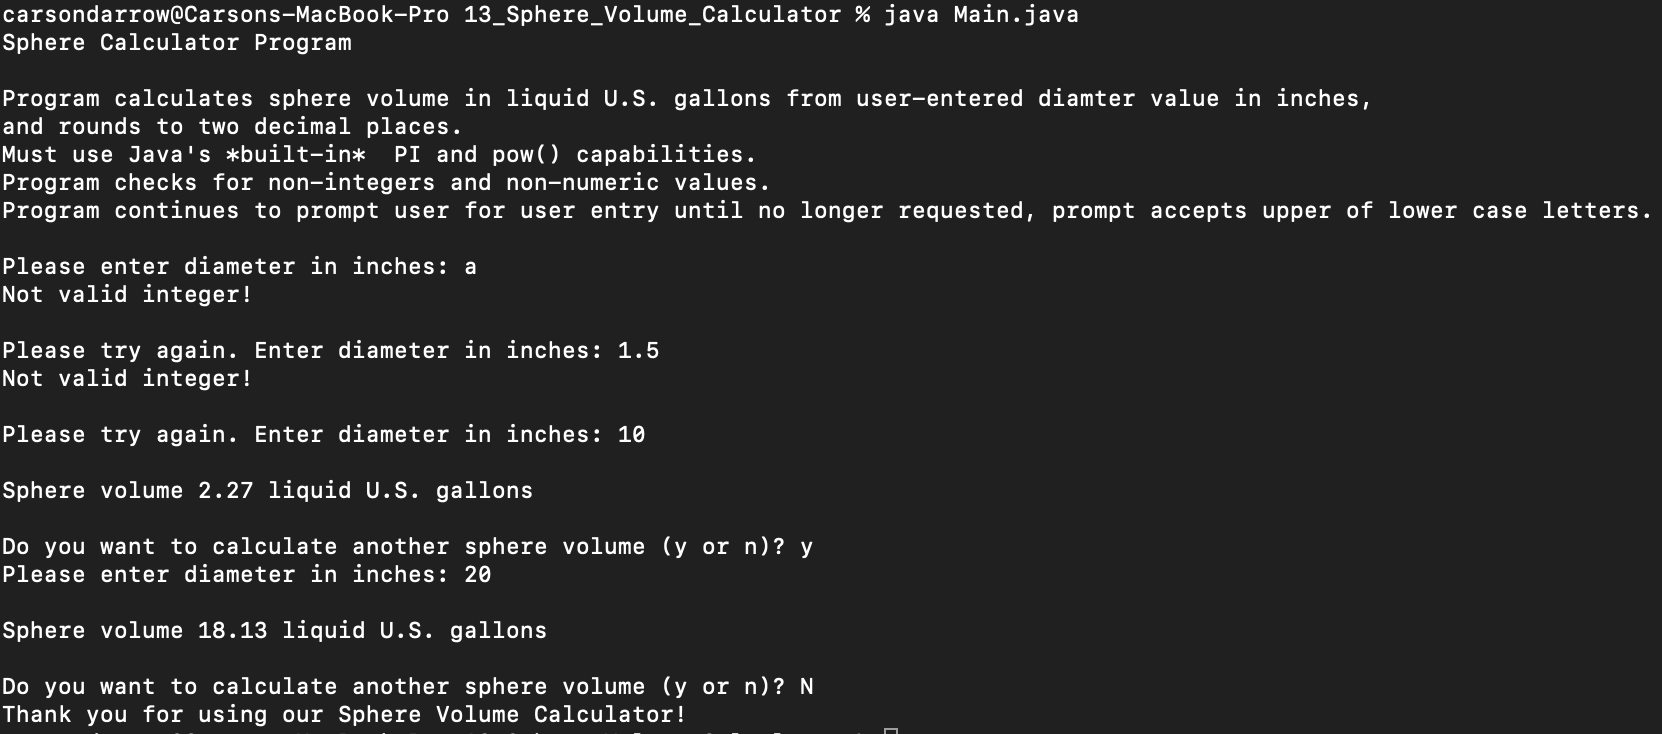 carsondarrow@Carsons-MacBook-Pro 13_Sphere_Volume_Calculator % java Main.java
Sphere Calculator Program
Program calculates sphere volume in liquid U.S. gallons from user-entered diamter value in inches,
and rounds to two decimal places.
Must use Java's *built-in*  PI and pow() capabilities.
Program checks for non-integers and non-numeric values.
Program continues to prompt user for user entry until no longer requested, prompt accepts upper of lower case letters.
Please enter diameter in inches: a
Not valid integer!
Please try again. Enter diameter in inches: 1.5
Not valid integer!
Please try again. Enter diameter in inches: 10
Sphere volume 2.27 liquid U.S. gallons
Do you want to calculate another sphere volume (y or n)? y
Please enter diameter in inches: 20
Sphere volume 18.13 liquid U.S. gallons
Do you want to calculate another sphere volume (y or n)? N
Thank you for using our Sphere Volume Calculator!